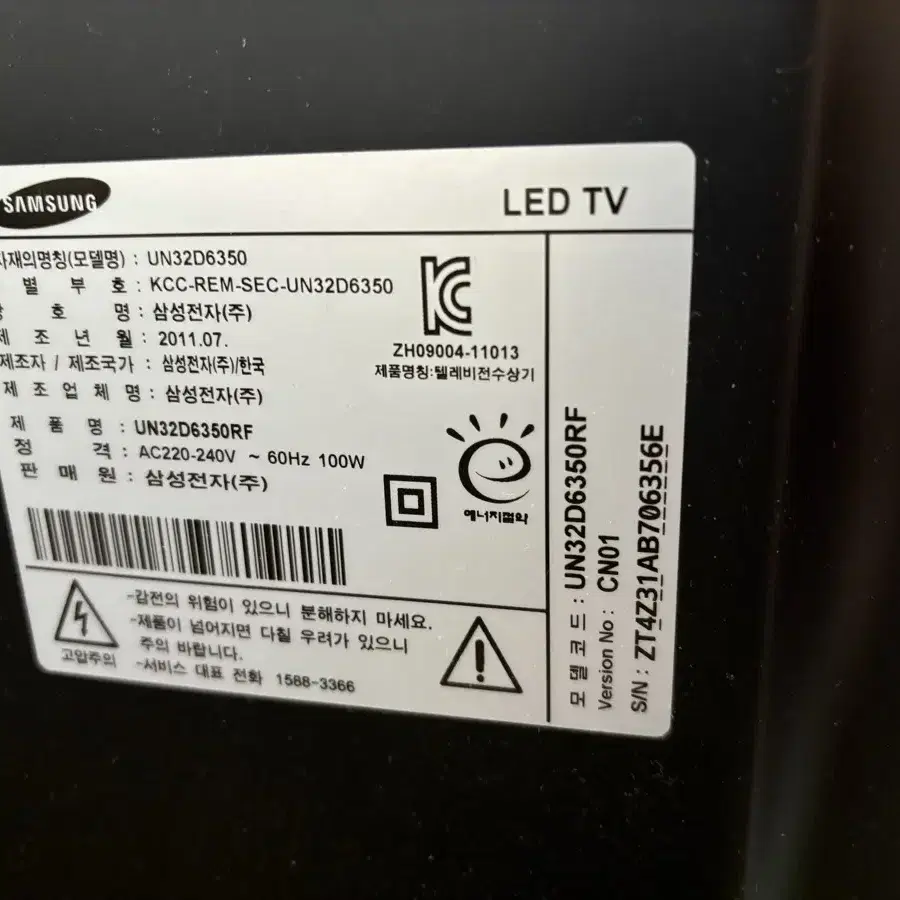 SAMSUNG
LED TV
자재의명칭(모델명) : UN32D6350
별 부 호 : KCC-REM-SEC-UN32D6350
호 명 : 삼성전자(주)
제 조 년 월 : 2011.07.
제조자 / 제조국가 : 삼성전자(주)/한국
제 조 업 체 명 : 삼성전자(주)
제 품 명 : UN32D6350RF
정 격 : AC220-240V ~ 60Hz 100W
판 매 원 : 삼성전자(주)
ZH09004-11013
제품명칭:텔레비전수상기
에너지절약
고압주의
-감전의 위험이 있으니 분해하지 마세요.
-제품이 넘어지면 다칠 우려가 있으니
주의 바랍니다.
-서비스 대표 전화 1588-3366
모델코드 : UN32D6350RF
Version No : CN01
S/N : ZT4Z31AB706356E